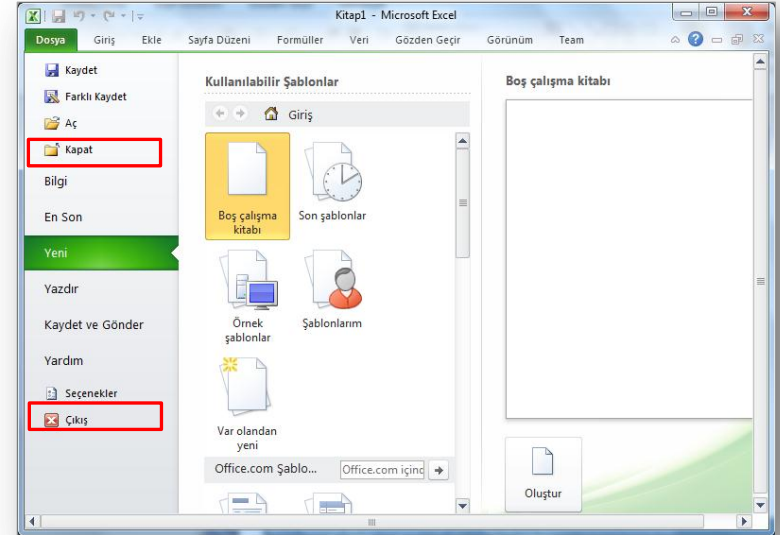 Kitap1 - Microsoft Excel
Dosya Giriş Ekle Sayfa Düzeni Formüller Veri Gözden Geçir Görünüm Team
Kaydet
Farklı Kaydet
Aç
Kapat
Bilgi
En Son
Yeni
Yazdır
Kaydet ve Gönder
Yardım
Seçenekler
Çıkış
Kullanılabilir Şablonlar
Giriş
Boş çalışma
kitabı
Son şablonlar
Örnek
şablonlar
Şablonlarım
Var olandan
yeni
Office.com Şablo...
Office.com içind
Boş çalışma kitabı
Oluştur